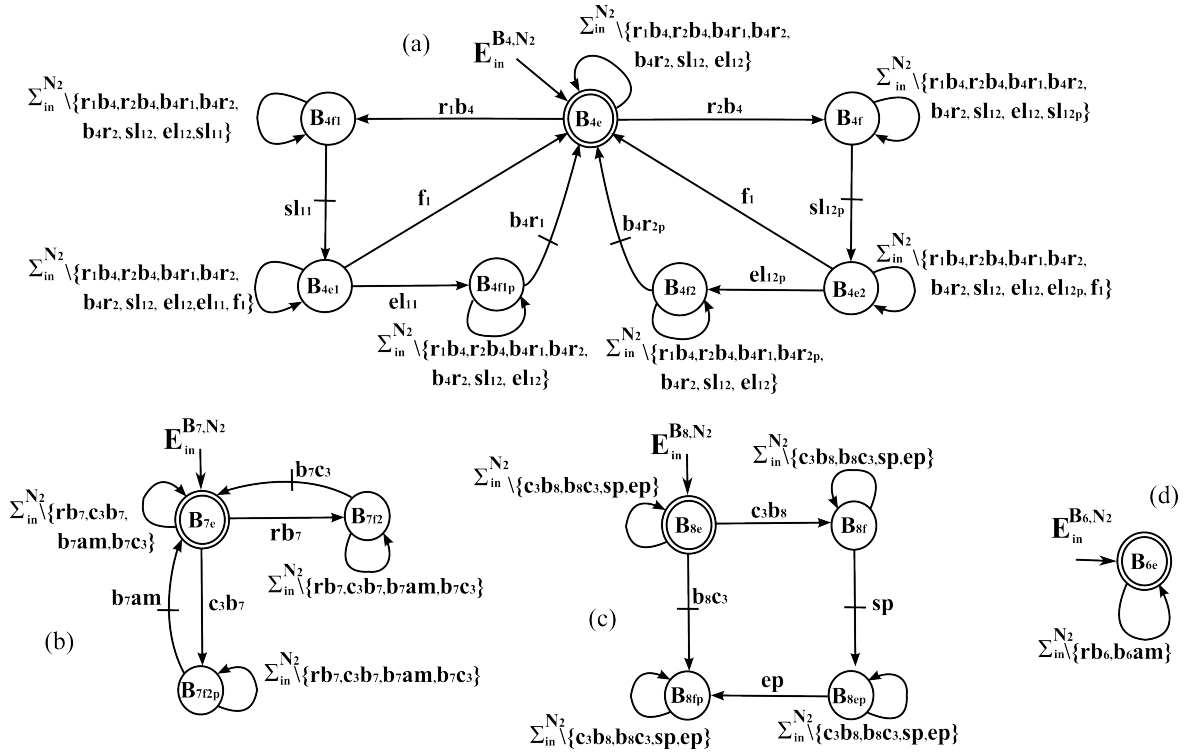 (a)
E_in^{B4,N2}
Σ_in^{N2}\{r1b4,r2b4,b4r1,b4r2,
b4r2, sl12, el12}
Σ_in^{N2}\{r1b4,r2b4,b4r1,b4r2,
b4r2, sl12, el12,sl11}
B4f1
r1b4
B4e
r2b4
B4f
Σ_in^{N2}\{r1b4,r2b4,b4r1,b4r2,
b4r2, sl12, el12, sl12p}
sl11
f1
b4r1
b4r2p
f1
sl12p
Σ_in^{N2}\{r1b4,r2b4,b4r1,b4r2,
b4r2, sl12, el12,el11, f1}
B4e1
el11
B4f1p
B4f2
el12p
B4e2
Σ_in^{N2}\{r1b4,r2b4,b4r1,b4r2,
b4r2, sl12, el12, el12p, f1}
Σ_in^{N2}\{r1b4,r2b4,b4r1,b4r2,
b4r2, sl12, el12}
Σ_in^{N2}\{r1b4,r2b4,b4r1,b4r2p,
b4r2, sl12, el12}
E_in^{B7,N2}
Σ_in^{N2}\{rb7,c3b7,
b7am,b7c3}
B7e
b7c3
rb7
B7f2
Σ_in^{N2}\{rb7,c3b7,b7am,b7c3}
b7am
c3b7
(b)
B7f2p
Σ_in^{N2}\{rb7,c3b7,b7am,b7c3}
E_in^{B8,N2}
Σ_in^{N2}\{c3b8,b8c3,sp,ep}
Σ_in^{N2}\{c3b8,b8c3,sp,ep}
B8e
c3b8
B8f
b8c3
sp
(c)
B8fp
ep
B8ep
Σ_in^{N2}\{c3b8,b8c3,sp,ep}
Σ_in^{N2}\{c3b8,b8c3,sp,ep}
(d)
E_in^{B6,N2}
B6e
Σ_in^{N2}\{rb6,b6am}